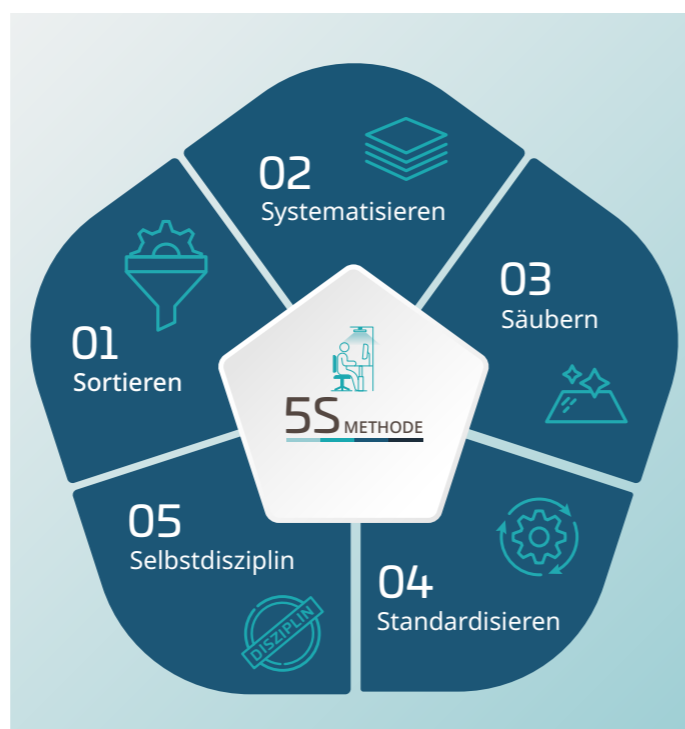 01
Sortieren
02
Systematisieren
03
Säubern
04
Standardisieren
05
Selbstdisziplin
DISZIPLIN
5S METHODE